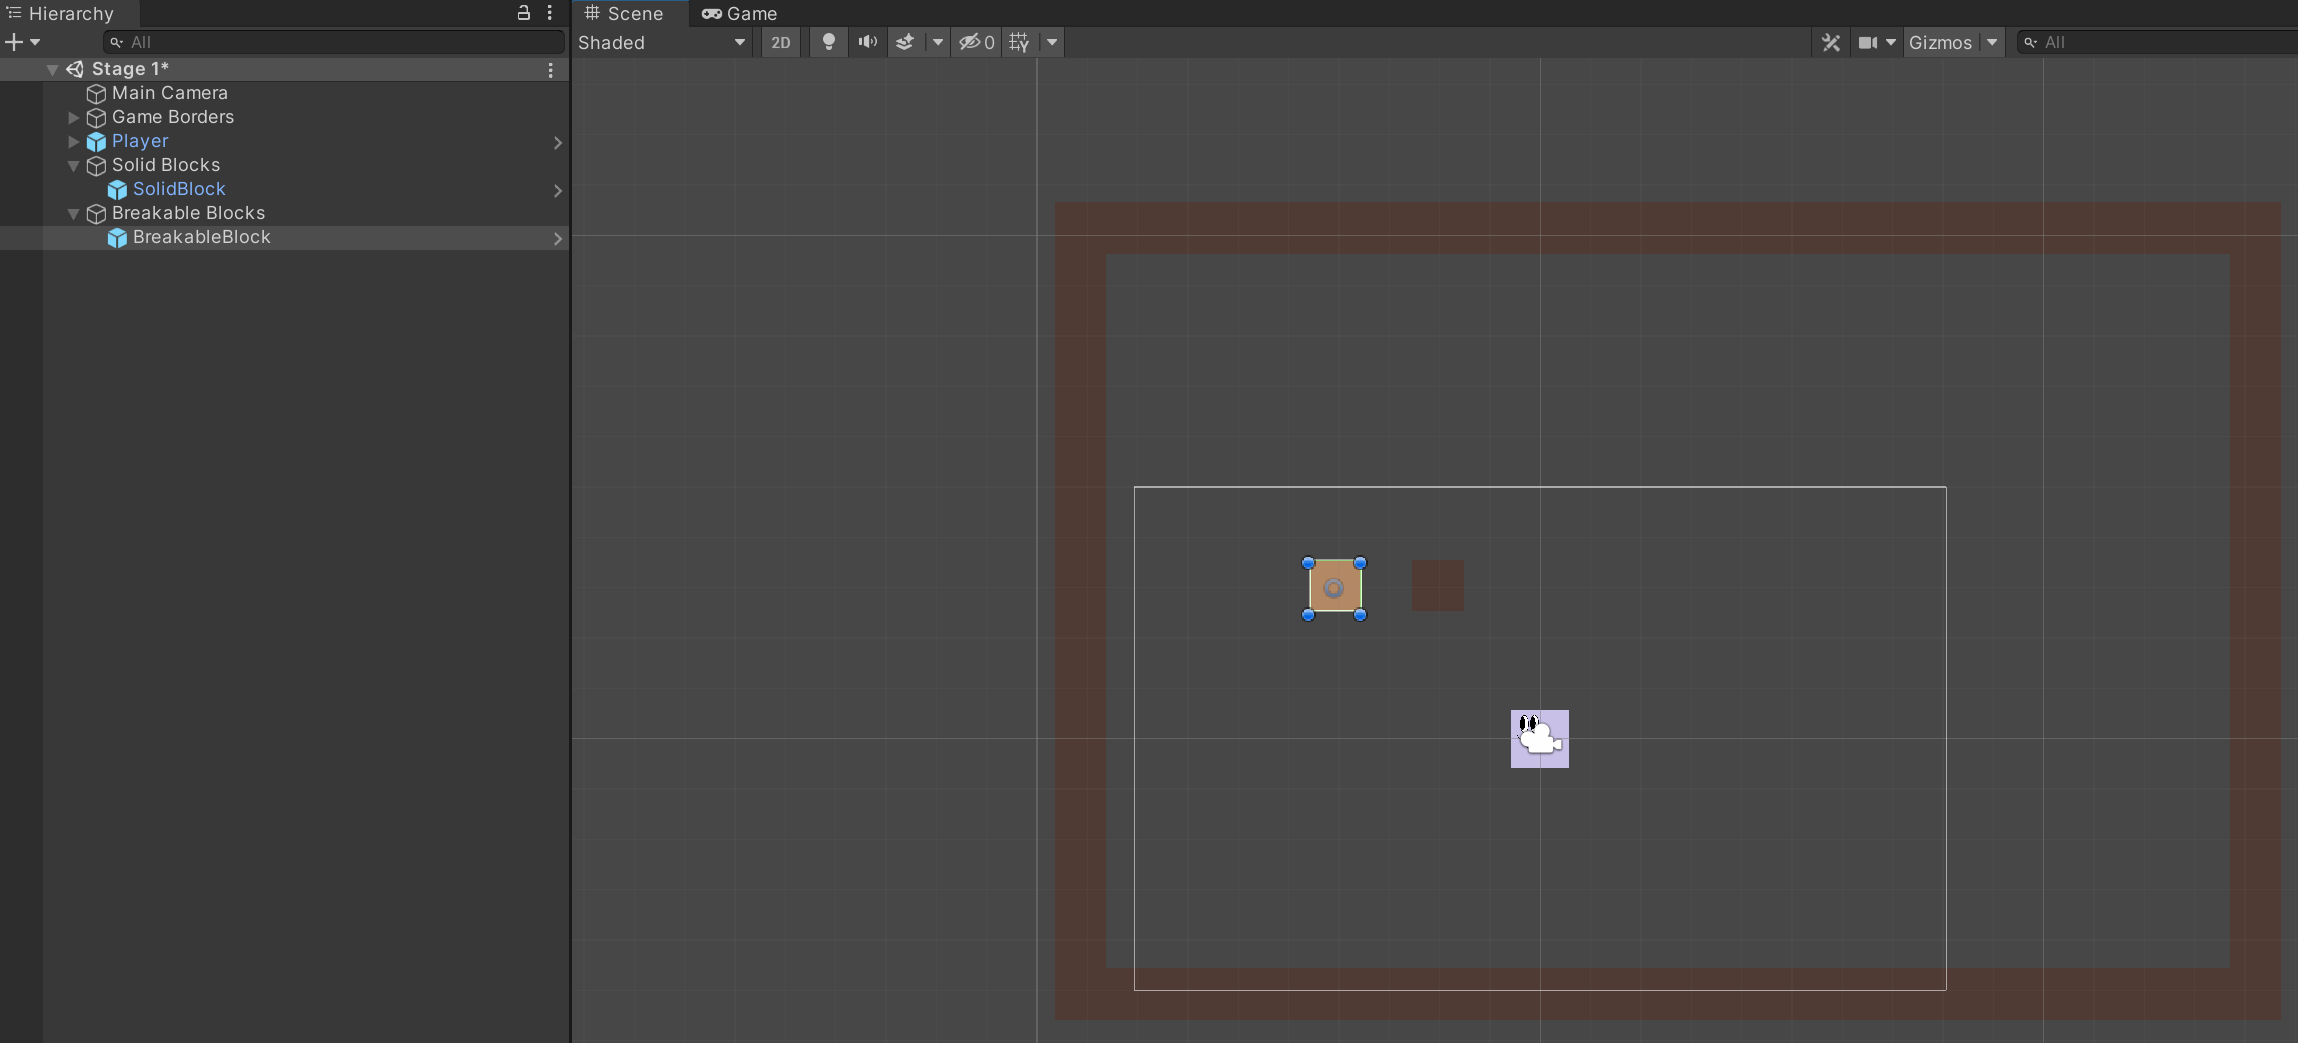 Hierarchy
All
Stage 1*
Main Camera
Game Borders
Player
Solid Blocks
SolidBlock
Breakable Blocks
BreakableBlock
Scene Game
Shaded 2D 0 Gizmos All